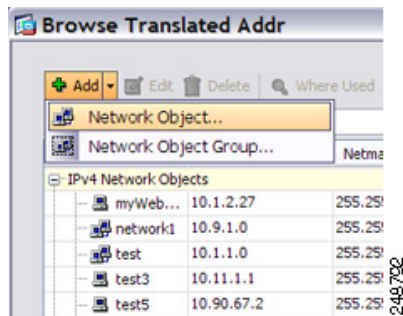 Browse Translated Addr
Add Edit Delete Where Used
Network Object...
Network Object Group...
Netma
IPv4 Network Objects
myWeb... 10.1.2.27 255.25
network1 10.9.1.0 255.25
test 10.1.1.0 255.25
test3 10.11.1.1 255.25
test5 10.90.67.2 255.25
248792